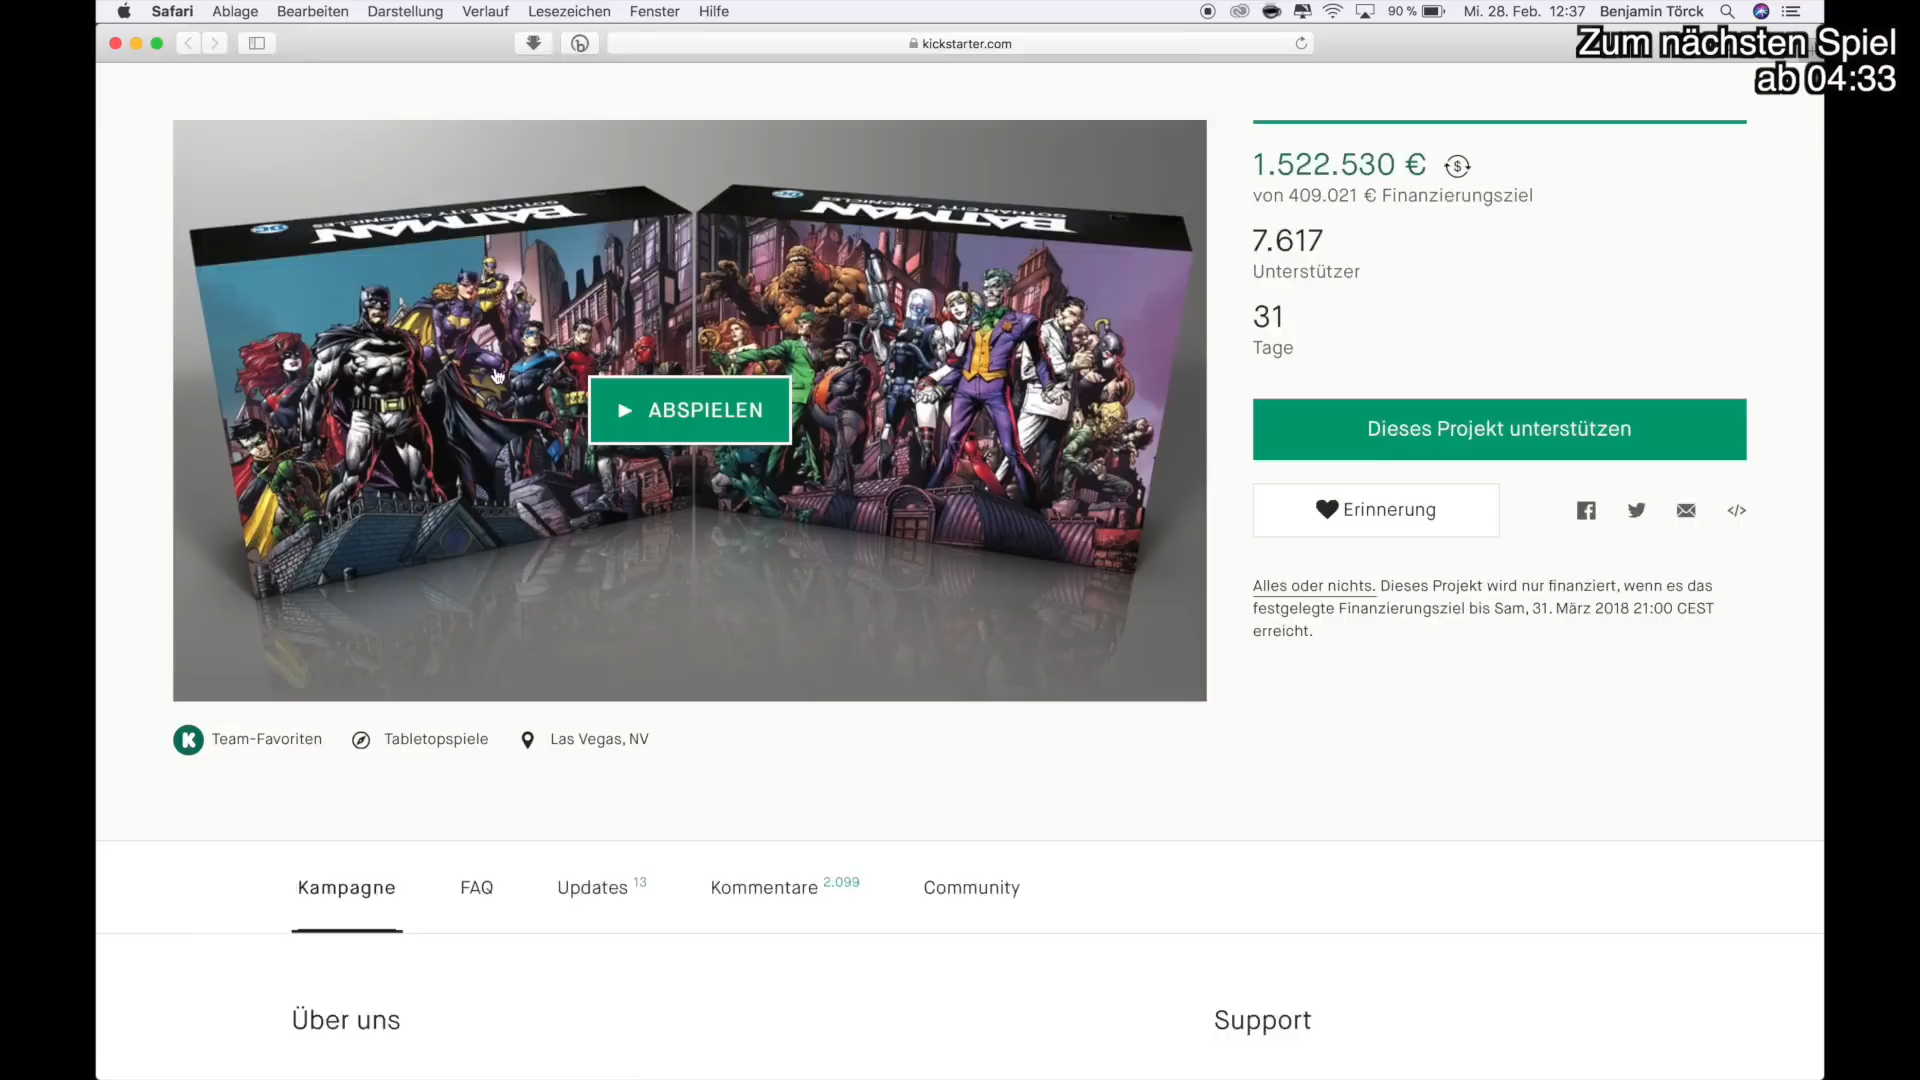 Safari Ablage Bearbeiten Darstellung Verlauf Lesezeichen Fenster Hilfe 90 % Mi. 28. Feb. 12:37 Benjamin Törck
kickstarter.com
Zum nächsten Spiel
ab 04:33
BATMAN
GOTHAM CITY CHRONICLES
BATMAN
GOTHAM CITY CHRONICLES
ABSPIELEN
1.522.530 €
von 409.021 € Finanzierungsziel
7.617
Unterstützer
31
Tage
Dieses Projekt unterstützen
Erinnerung
</>
Alles oder nichts. Dieses Projekt wird nur finanziert, wenn es das
festgelegte Finanzierungsziel bis Sam, 31. März 2018 21:00 CEST
erreicht.
K Team-Favoriten Tabletopspiele Las Vegas, NV
Kampagne FAQ Updates 13 Kommentare 2.099 Community
Über uns Support